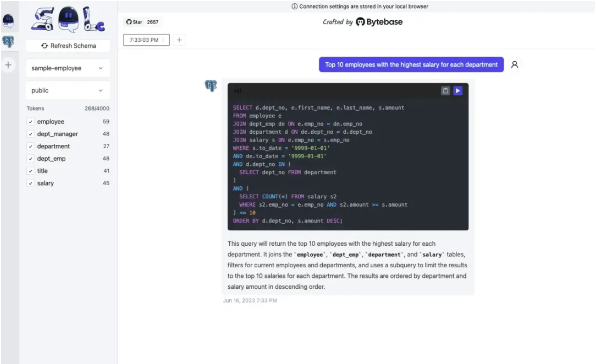 Connection settings are stored in your local browser
SQL
Star 2657
Crafted by Bytebase
Refresh Schema
7:33:03 PM
+
sample-employee
Top 10 employees with the highest salary for each department
public
Tokens 268/4000
employee 59
dept_manager 48
department 27
dept_emp 48
title 41
salary 45
sql
SELECT d.dept_no, e.first_name, e.last_name, s.amount
FROM employee e
JOIN dept_emp de ON e.emp_no = de.emp_no
JOIN department d ON de.dept_no = d.dept_no
JOIN salary s ON e.emp_no = s.emp_no
WHERE s.to_date = '9999-01-01'
AND de.to_date = '9999-01-01'
AND d.dept_no IN (
SELECT dept_no FROM department
)
AND (
SELECT COUNT(*) FROM salary s2
WHERE s2.emp_no = e.emp_no AND s2.amount >= s.amount
) <= 10
ORDER BY d.dept_no, s.amount DESC;
This query will return the top 10 employees with the highest salary for each
department. It joins the `employee`, `dept_emp`, `department`, and `salary` tables,
filters for current employees and departments, and uses a subquery to limit the results
to the top 10 salaries for each department. The results are ordered by department and
salary amount in descending order.
Jun 16, 2023 7:33 PM